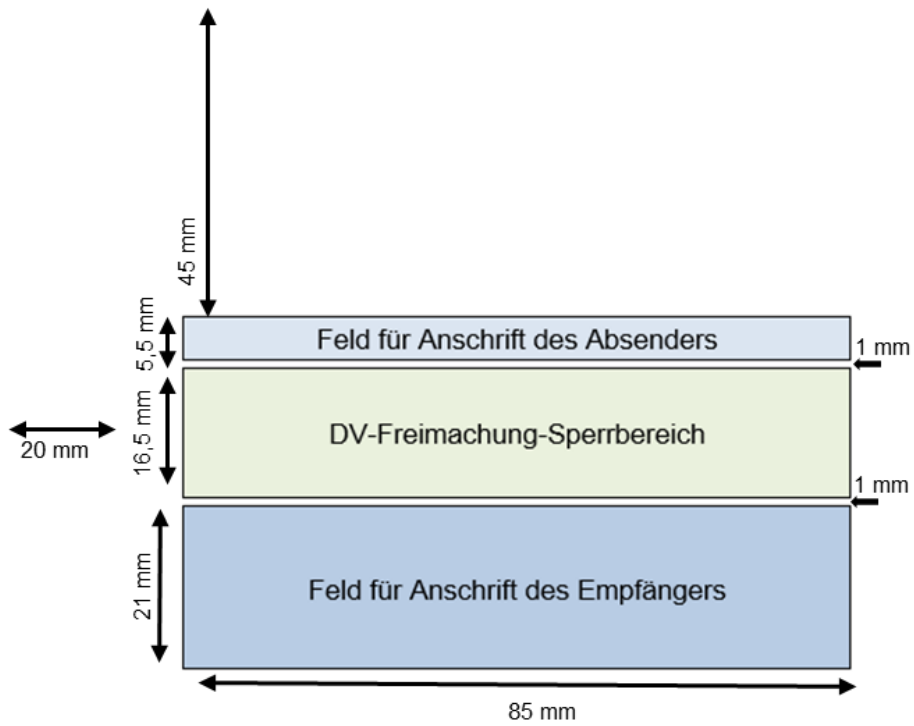 45 mm
5,5 mm
Feld für Anschrift des Absenders
1 mm
16,5 mm
DV-Freimachung-Sperrbereich
20 mm
1 mm
21 mm
Feld für Anschrift des Empfängers
85 mm